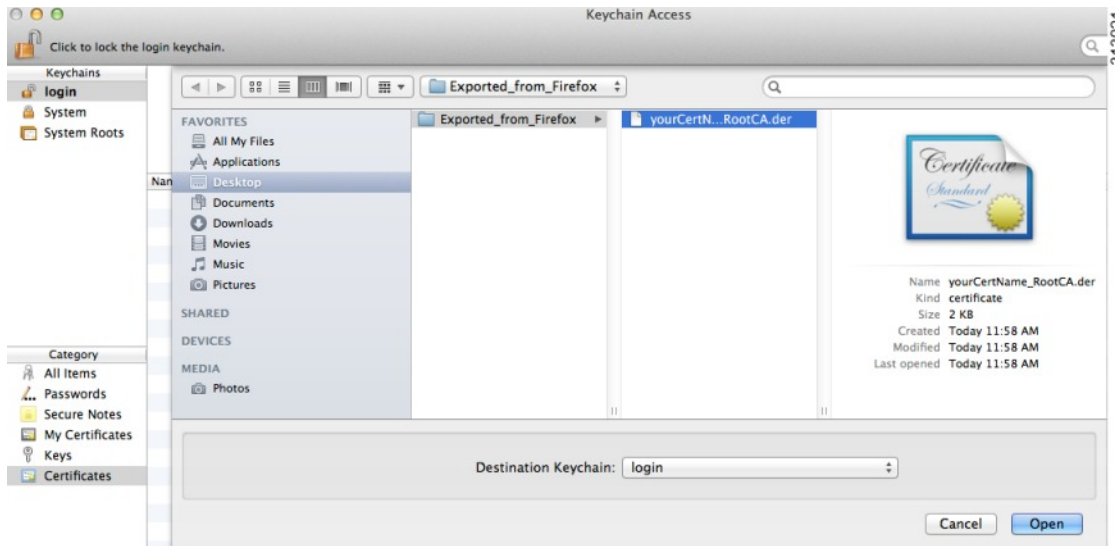 Keychain Access
Click to lock the login keychain.
Keychains
login
System
System Roots
Exported_from_Firefox
FAVORITES
All My Files
Applications
Desktop
Documents
Downloads
Movies
Music
Pictures
SHARED
DEVICES
MEDIA
Photos
Nan
Exported_from_Firefox
yourCertN...RootCA.der
Certificate
Standard
Name yourCertName_RootCA.der
Kind certificate
Size 2 KB
Created Today 11:58 AM
Modified Today 11:58 AM
Last opened Today 11:58 AM
Category
All Items
Passwords
Secure Notes
My Certificates
Keys
Certificates
Destination Keychain: login
Cancel Open